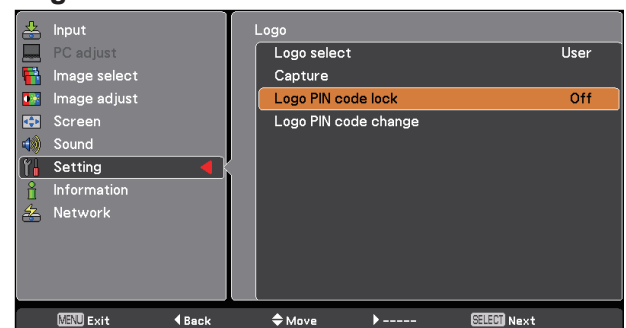 Input
PC adjust
Image select
Image adjust
Screen
Sound
Setting
Information
Network
Logo
Logo select User
Capture
Logo PIN code lock Off
Logo PIN code change
MENU Exit Back Move ----- SELECT Next